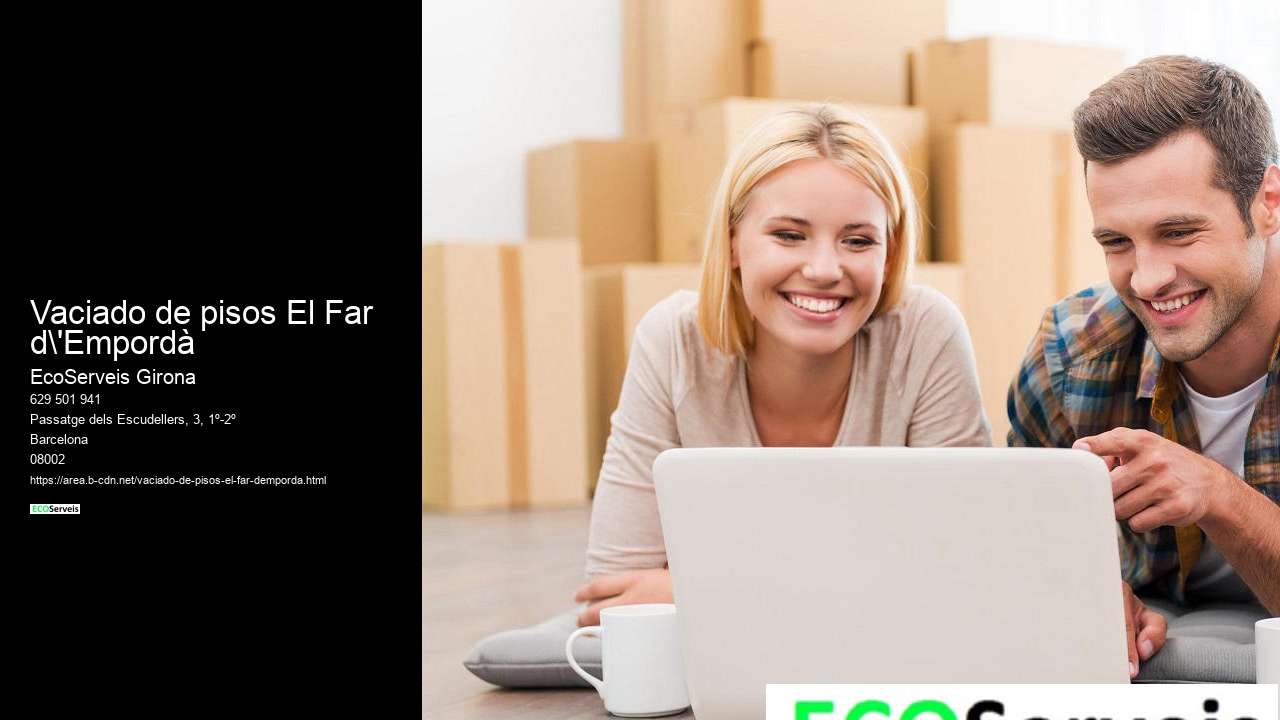 Vaciado de pisos El Far
d\'Empordà
EcoServeis Girona
629 501 941
Passatge dels Escudellers, 3, 1º-2º
Barcelona
08002
https://area.b-cdn.net/vaciado-de-pisos-el-far-demporda.html
ECOServeis
ECOServeis